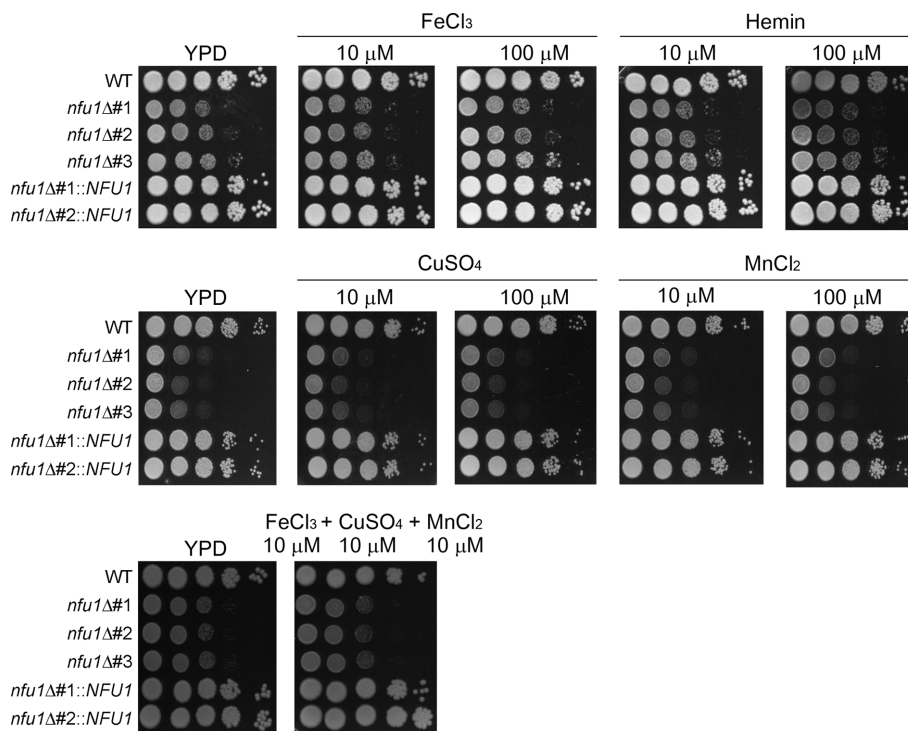 FeCl₃ Hemin
YPD 10 μM 100 μM 10 μM 100 μM
WT
nfu1Δ#1
nfu1Δ#2
nfu1Δ#3
nfu1Δ#1::NFU1
nfu1Δ#2::NFU1
CuSO₄ MnCl₂
YPD 10 μM 100 μM 10 μM 100 μM
WT
nfu1Δ#1
nfu1Δ#2
nfu1Δ#3
nfu1Δ#1::NFU1
nfu1Δ#2::NFU1
FeCl₃ + CuSO₄ + MnCl₂
YPD 10 μM 10 μM 10 μM
WT
nfu1Δ#1
nfu1Δ#2
nfu1Δ#3
nfu1Δ#1::NFU1
nfu1Δ#2::NFU1